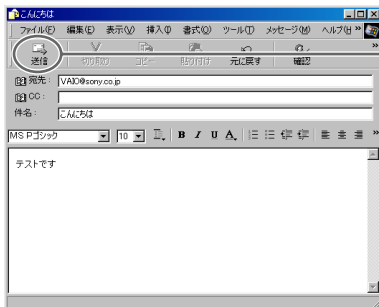 こんにちは
ファイル(F) 編集(E) 表示(V) 挿入(I) 書式(O) ツール(T) メッセージ(M) ヘルプ(H) »
送信 切り取り コピー 貼り付け 元に戻す 確認 »
宛先: VAIO@sony.co.jp
CC:
件名: こんにちは
MS Pゴシック 10 B I U A »
テストです